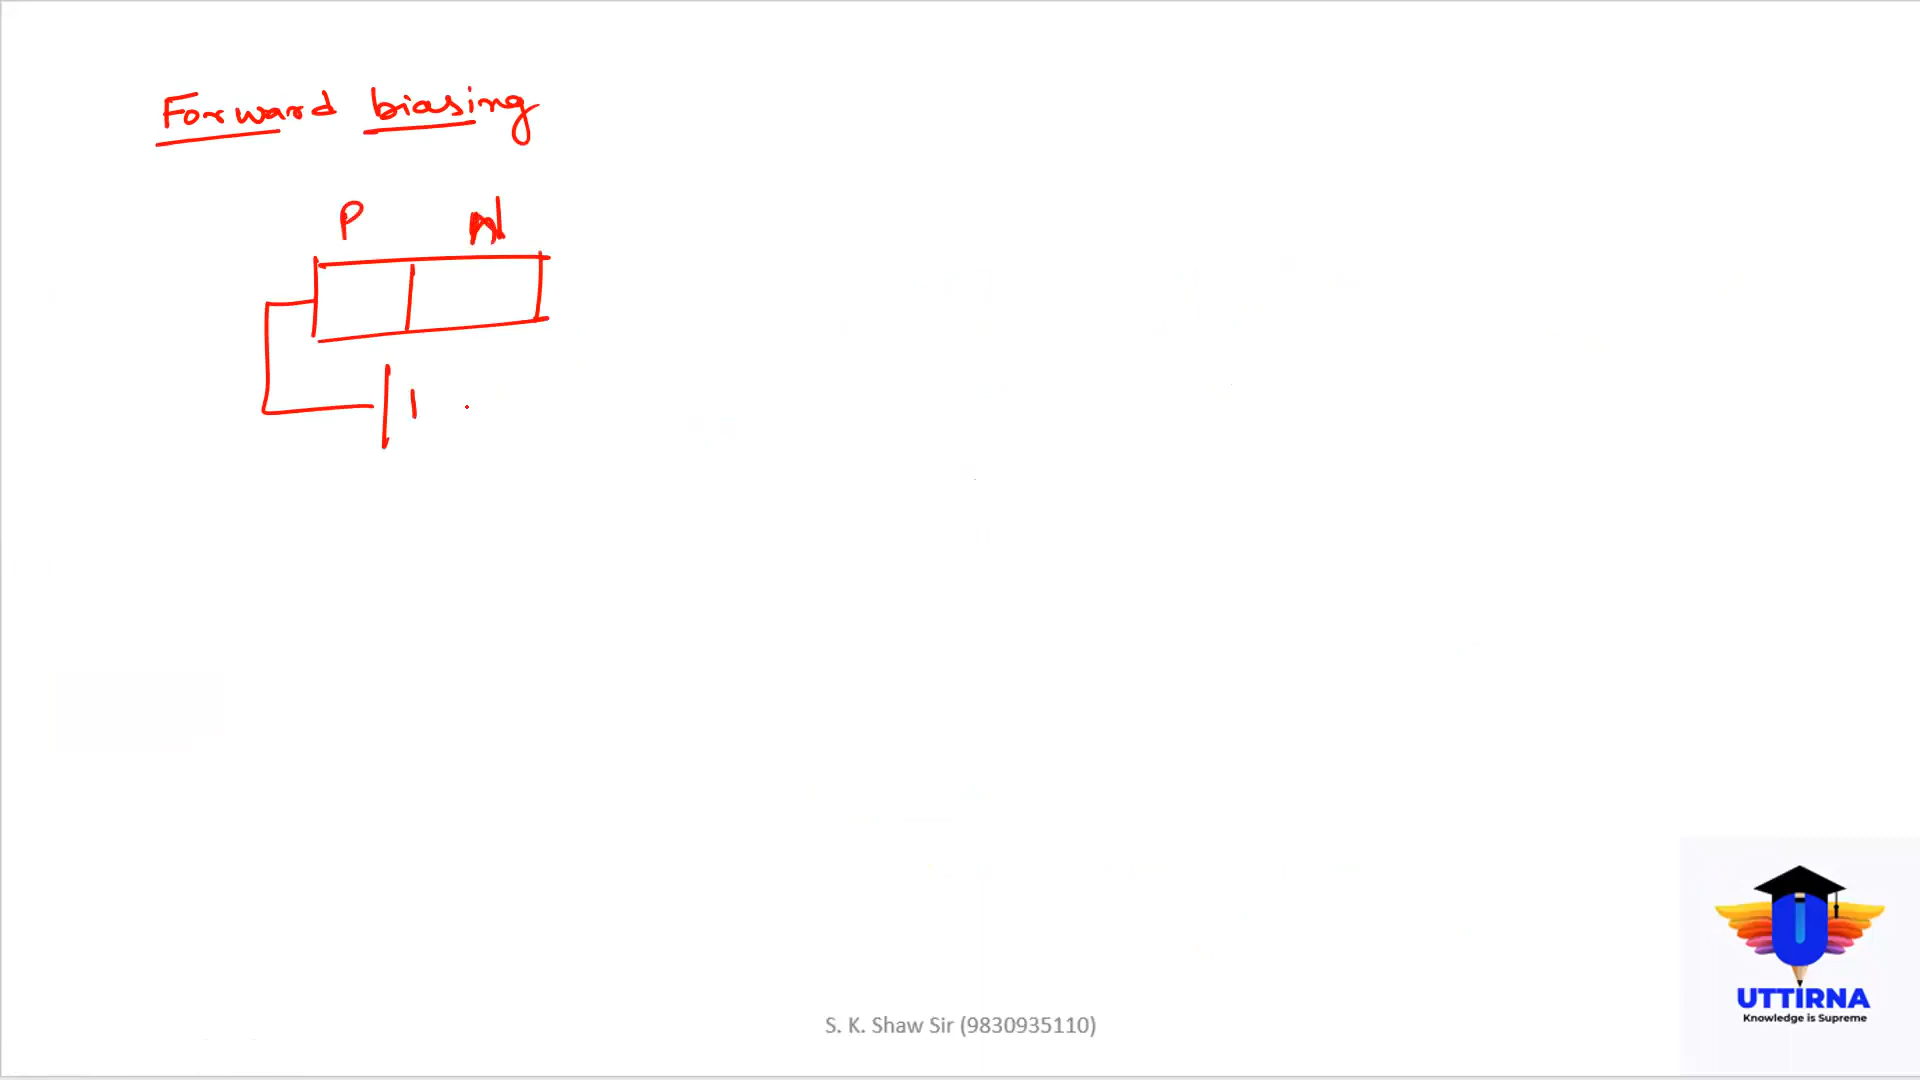 Forward biasing
P N
UTTIRNA
Knowledge is Supreme
S. K. Shaw Sir (9830935110)